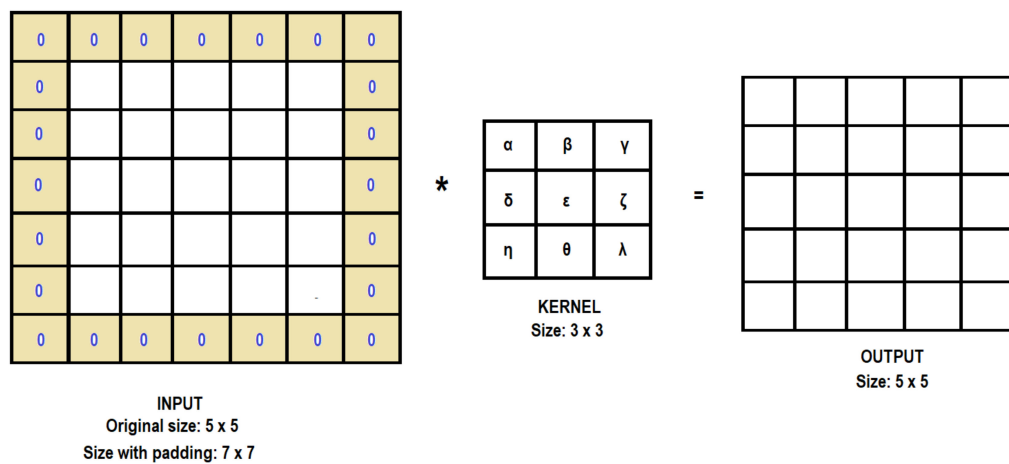 0 0 0 0 0 0 0
0 0
0 0
0 0
0 0
0 0
0 0 0 0 0 0 0
*
α β γ
δ ε ζ
η θ λ
=
KERNEL
Size: 3 x 3
OUTPUT
Size: 5 x 5
INPUT
Original size: 5 x 5
Size with padding: 7 x 7